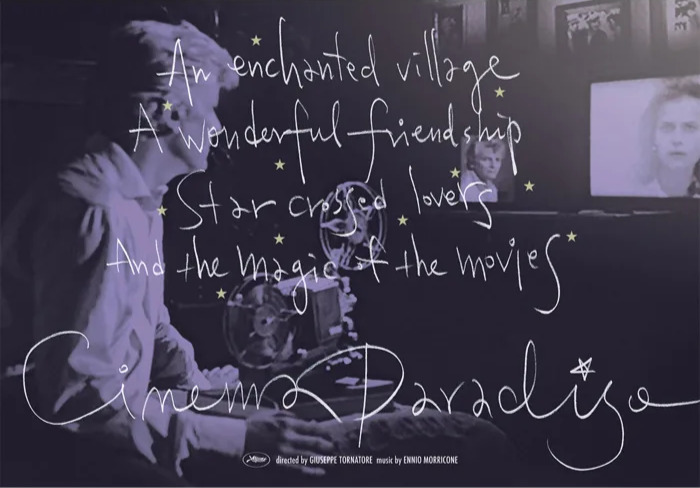 An enchanted village
A wonderful friendship
Star crossed lovers
And the magic of the movies
Cinema Paradiso
directed by GIUSEPPE TORNATORE music by ENNIO MORRICONE